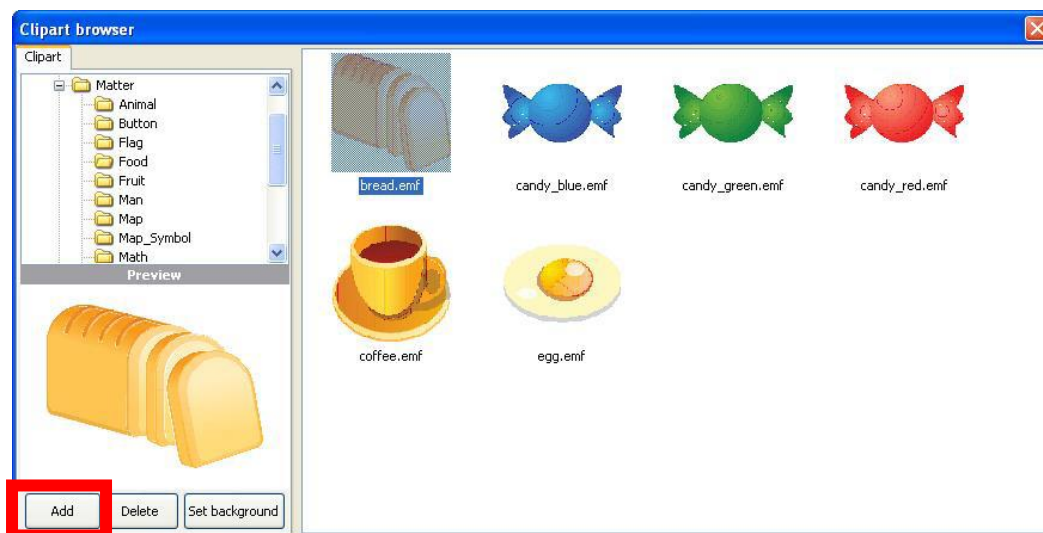 Clipart browser
Clipart
Matter
Animal
Button
Flag
Food
Fruit
Man
Map
Map_Symbol
Math
Preview
Add
Delete
Set background
bread.emf
candy_blue.emf
candy_green.emf
candy_red.emf
coffee.emf
egg.emf